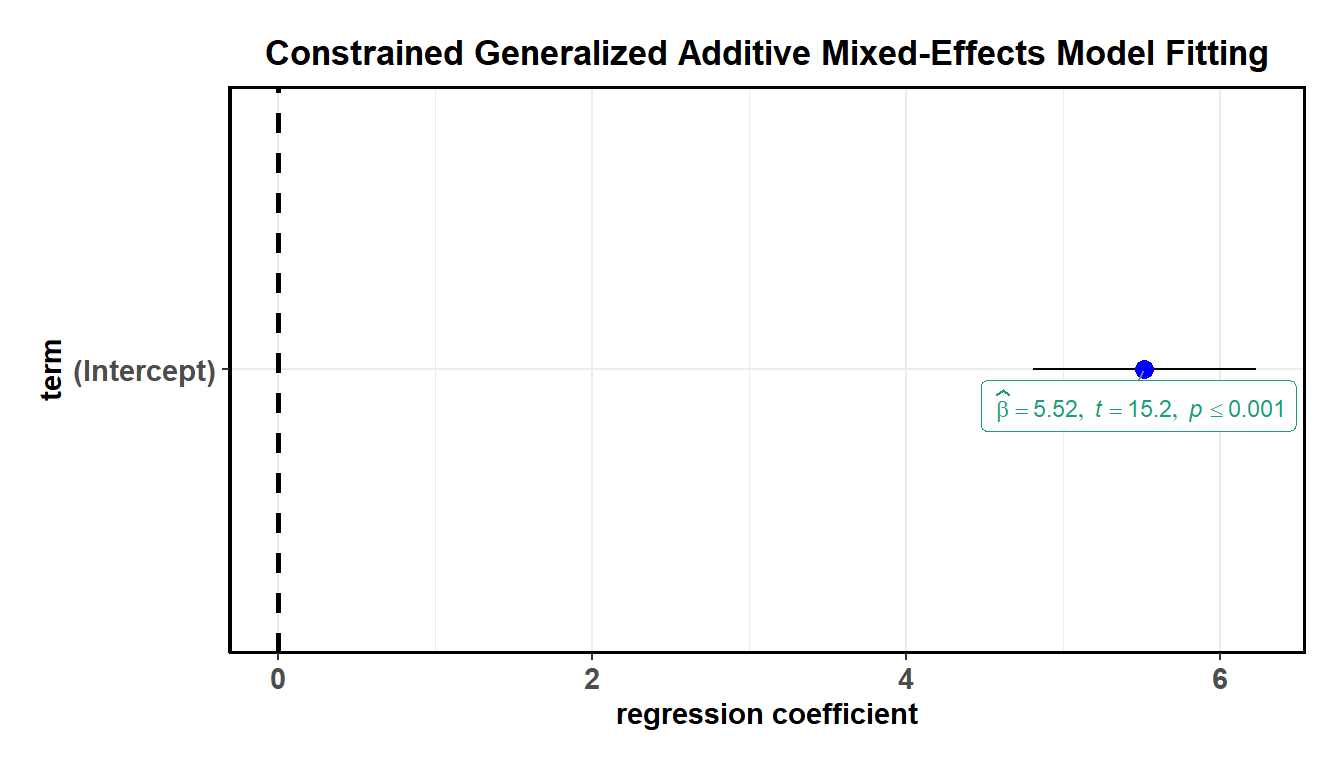 Constrained Generalized Additive Mixed-Effects Model Fitting
term
(Intercept)
β̂ = 5.52, t = 15.2, p ≤ 0.001
0 2 4 6
regression coefficient